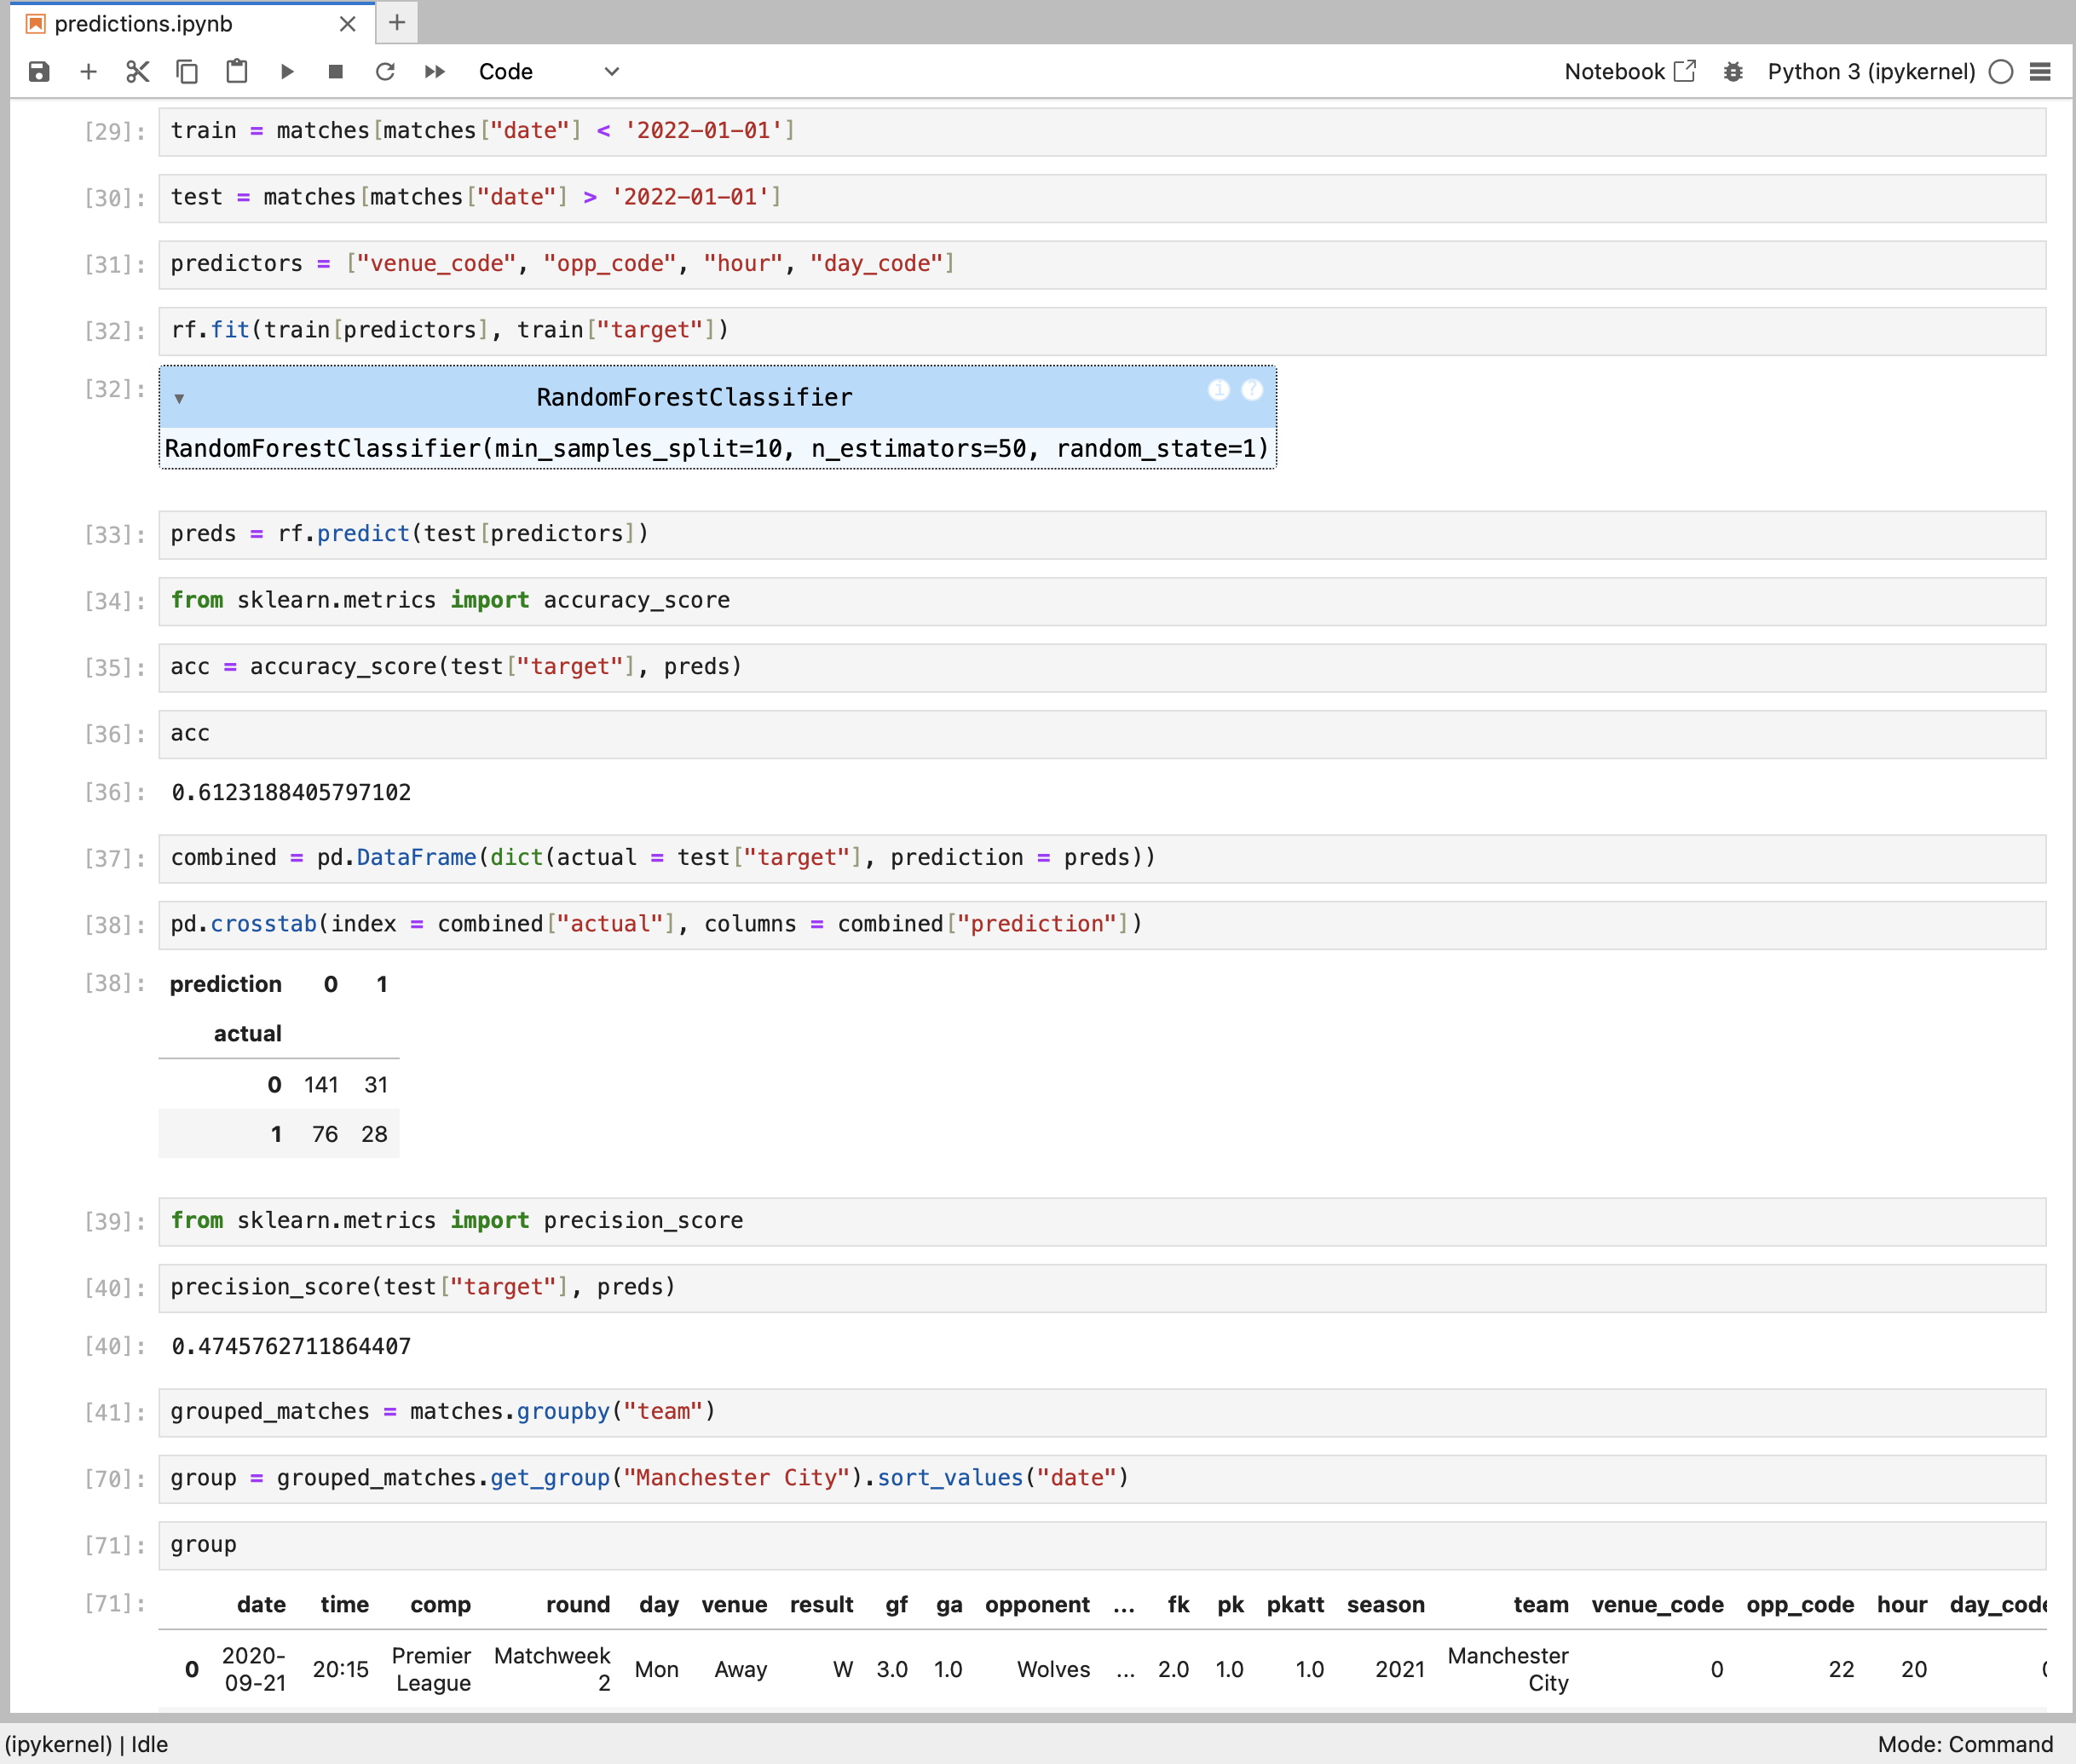 predictions.ipynb
Code
Notebook
Python 3 (ipykernel)
[29]: train = matches[matches["date"] < '2022-01-01']
[30]: test = matches[matches["date"] > '2022-01-01']
[31]: predictors = ["venue_code", "opp_code", "hour", "day_code"]
[32]: rf.fit(train[predictors], train["target"])
[32]: RandomForestClassifier
RandomForestClassifier(min_samples_split=10, n_estimators=50, random_state=1)
[33]: preds = rf.predict(test[predictors])
[34]: from sklearn.metrics import accuracy_score
[35]: acc = accuracy_score(test["target"], preds)
[36]: acc
[36]: 0.6123188405797102
[37]: combined = pd.DataFrame(dict(actual = test["target"], prediction = preds))
[38]: pd.crosstab(index = combined["actual"], columns = combined["prediction"])
[38]: prediction 0 1
actual
0 141 31
1 76 28
[39]: from sklearn.metrics import precision_score
[40]: precision_score(test["target"], preds)
[40]: 0.4745762711864407
[41]: grouped_matches = matches.groupby("team")
[70]: group = grouped_matches.get_group("Manchester City").sort_values("date")
[71]: group
[71]: date time comp round day venue result gf ga opponent ... fk pk pkatt season team venue_code opp_code hour day_code
0 2020-09-21 20:15 Premier League Matchweek 2 Mon Away W 3.0 1.0 Wolves ... 2.0 1.0 1.0 2021 Manchester City 0 22 20
(ipykernel) | Idle
Mode: Command